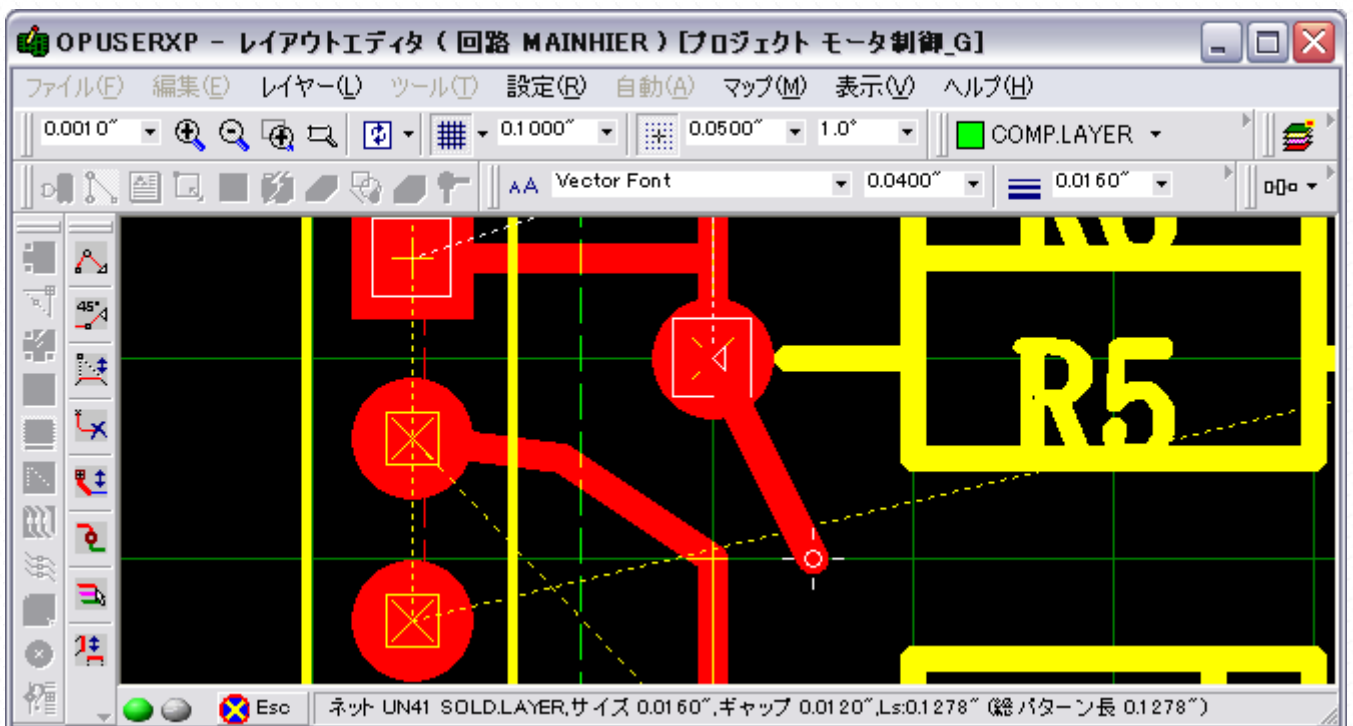 OPUSERXP - レイアウトエディタ ( 回路 MAINHIER ) [プロジェクト モータ制御_G]
ファイル(F) 編集(E) レイヤー(L) ツール(T) 設定(R) 自動(A) マップ(M) 表示(V) ヘルプ(H)
0.0010" 0.1000" 0.0500" 1.0° COMP.LAYER
AA Vector Font 0.0400" 0.0160"
45°
R6
R5
Esc ネット UN41 SOLD.LAYER,サイズ 0.0160",ギャップ 0.0120",Ls:0.1278" (総パターン長 0.1278")